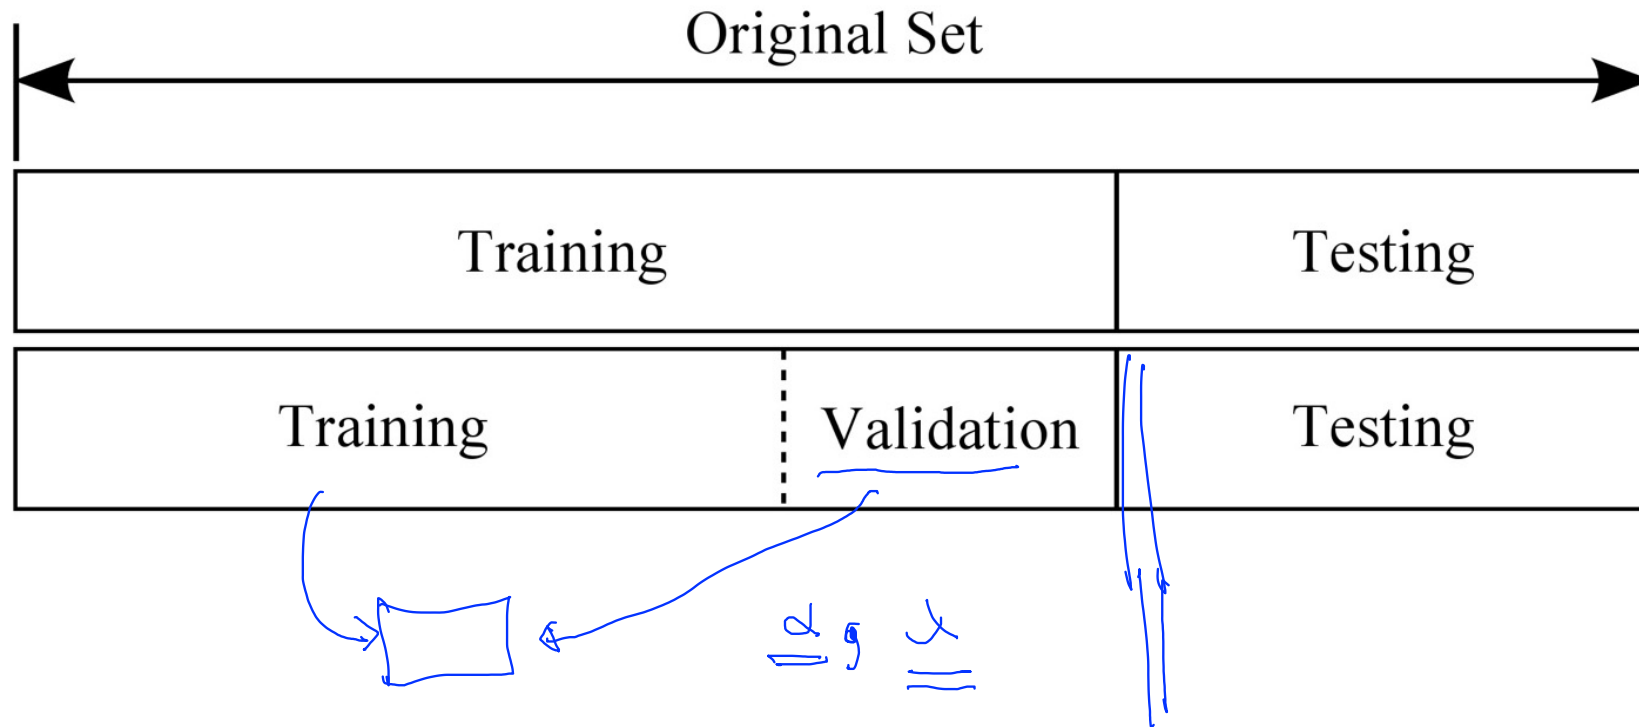 Original Set
Training Testing
Training Validation Testing
d, λ